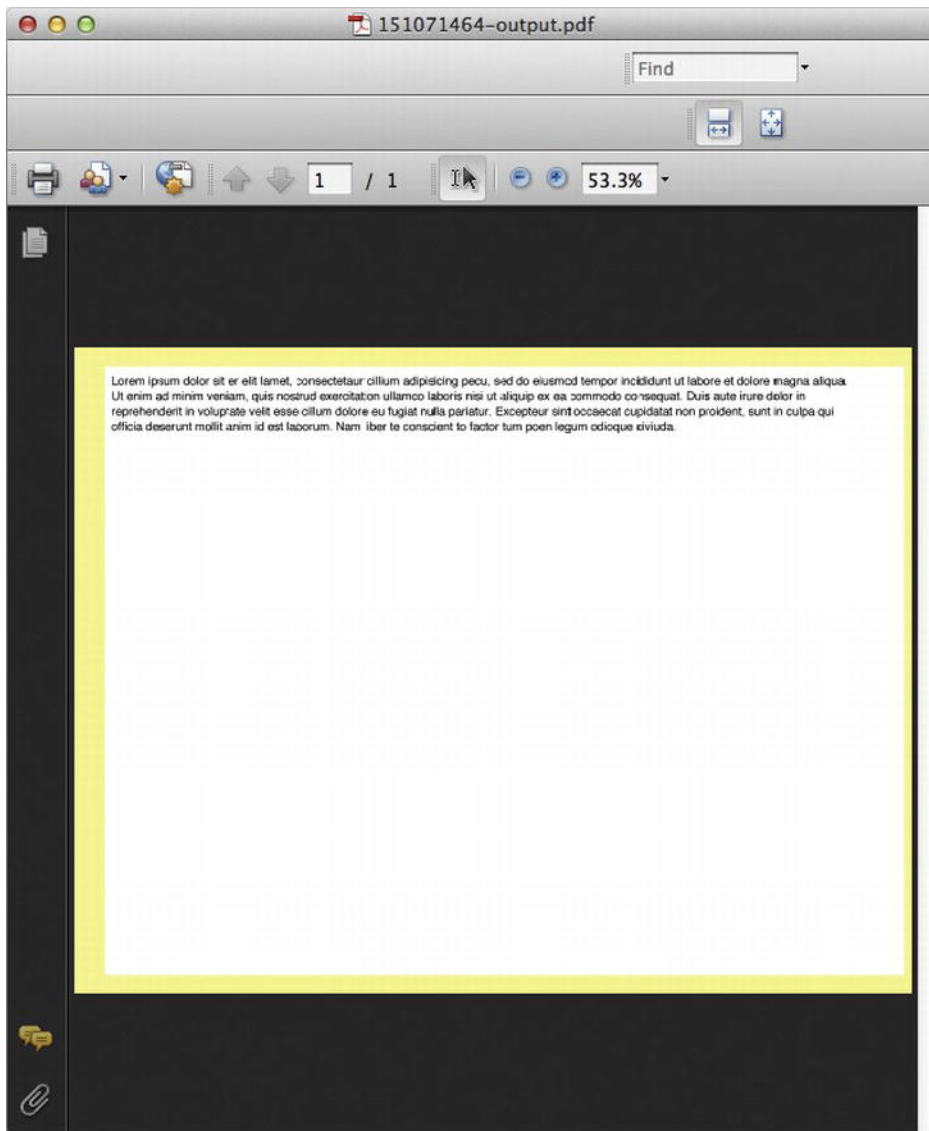 151071464-output.pdf
Find
1 / 1 53.3%
Lorem ipsum dolor sit er elit lamet, consectetaur cillium adipisicing pecu, sed do eiusmod tempor incididunt ut labore et dolore magna aliqua.
Ut enim ad minim veniam, quis nostrud exercitation ullamco laboris nisi ut aliquip ex ea commodo consequat. Duis aute irure dolor in
reprehenderit in voluptate velit esse cillum dolore eu fugiat nulla pariatur. Excepteur sint occaecat cupidatat non proident, sunt in culpa qui
officia deserunt mollit anim id est laborum. Nam liber te conscient to factor tum poen legum odioque civiuda.